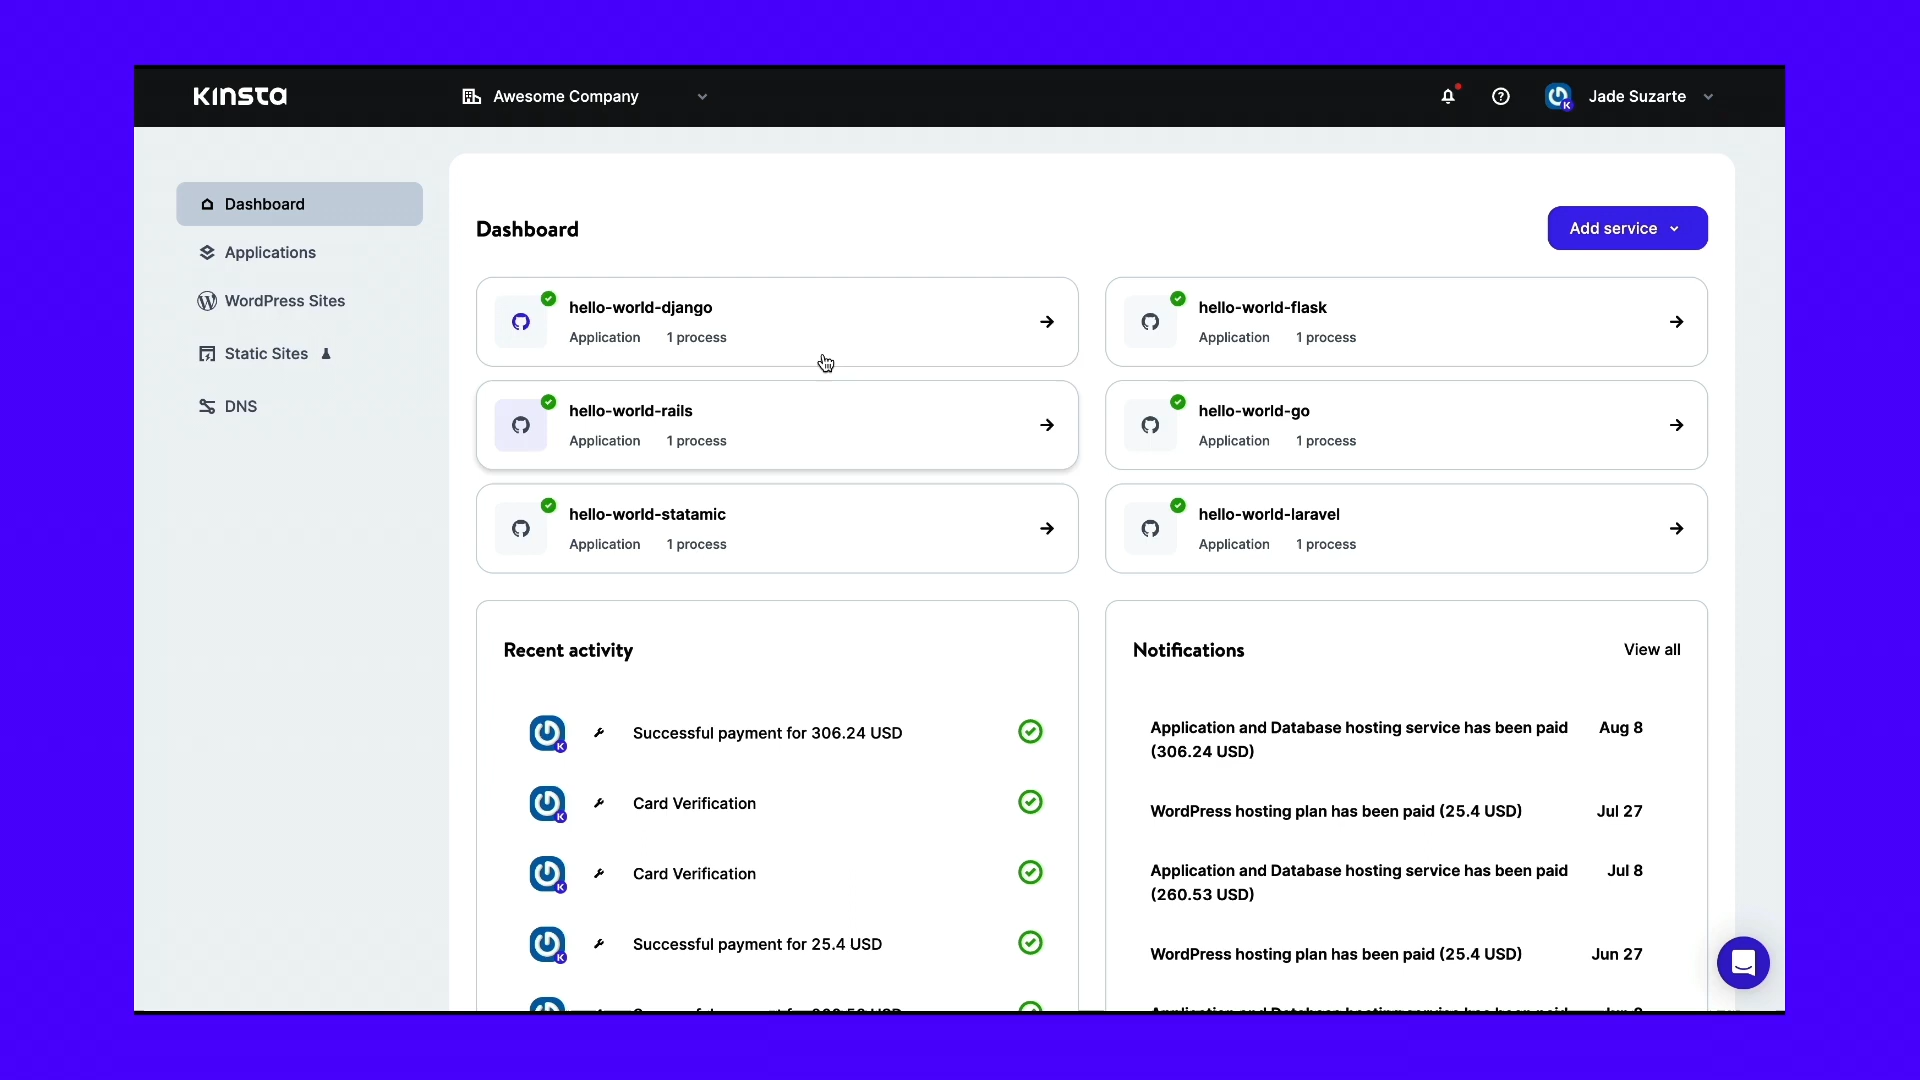 Kinsta
Awesome Company
Jade Suzarte
Dashboard
Applications
WordPress Sites
Static Sites
DNS
Dashboard
Add service
hello-world-django
Application 1 process
hello-world-flask
Application 1 process
hello-world-rails
Application 1 process
hello-world-go
Application 1 process
hello-world-statamic
Application 1 process
hello-world-laravel
Application 1 process
Recent activity
Successful payment for 306.24 USD
Card Verification
Card Verification
Successful payment for 25.4 USD
Notifications
View all
Application and Database hosting service has been paid
(306.24 USD)
Aug 8
WordPress hosting plan has been paid (25.4 USD)
Jul 27
Application and Database hosting service has been paid
(260.53 USD)
Jul 8
WordPress hosting plan has been paid (25.4 USD)
Jun 27